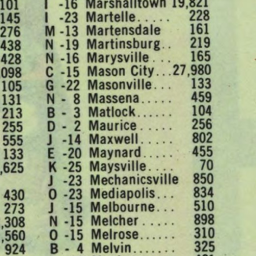 101 I -16 Marshalltown 19,821
145 I -23 Martelle..... 228
276 M -13 Martensdale 161
438 N -19 Martinsburg.. 219
428 N -16 Marysville... 165
098 C -15 Mason City...27,980
105 G -22 Masonville... 133
131 N - 8 Massena..... 459
213 B - 3 Matlock...... 104
255 D - 2 Maurice..... 256
555 J -14 Maxwell..... 802
133 E -20 Maynard.... 455
,625 K -25 Maysville.... 70
J -23 Mechanicsville 850
430 O -23 Mediapolis... 834
273 J -15 Melbourne... 510
,308 N -15 Melcher..... 898
,560 O -15 Melrose..... 310
924 B - 4 Melvin....... 325